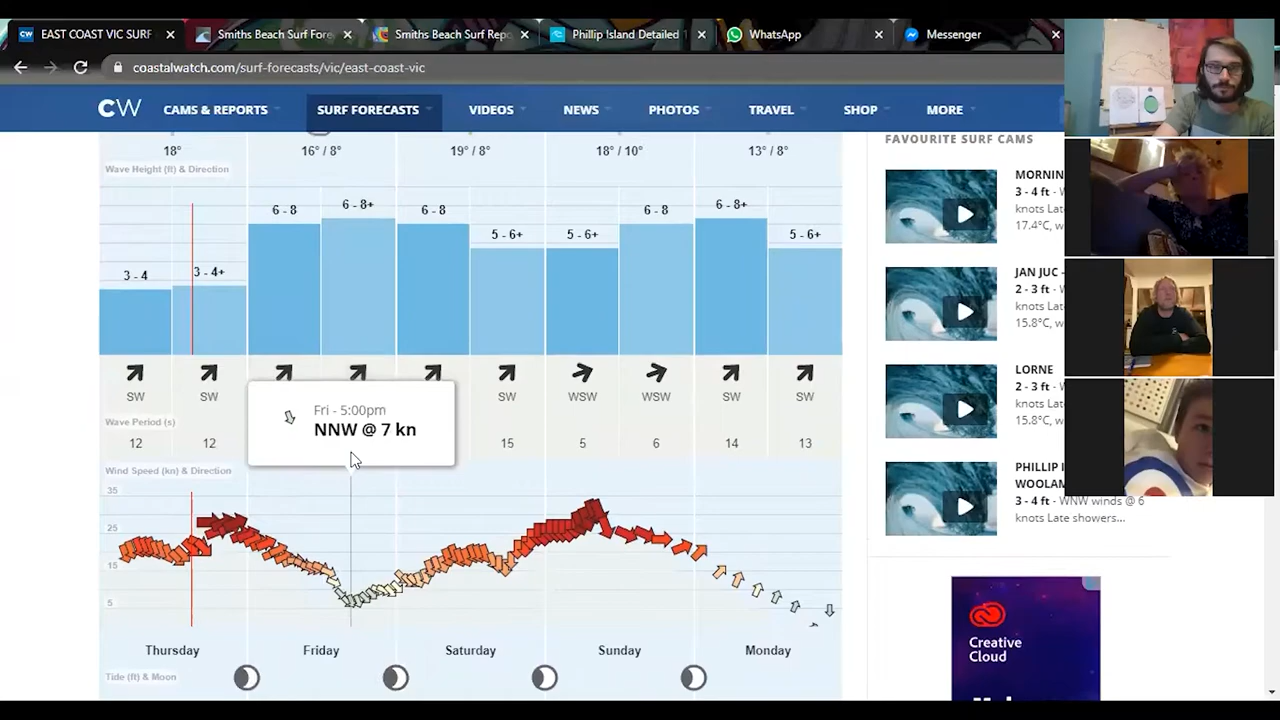 EAST COAST VIC SURF
Smiths Beach Surf Fore
Smiths Beach Surf Repo
Phillip Island Detailed
WhatsApp
Messenger
coastalwatch.com/surf-forecasts/vic/east-coast-vic
CW
CAMS & REPORTS
SURF FORECASTS
VIDEOS
NEWS
PHOTOS
TRAVEL
SHOP
MORE
18°
16° / 8°
19° / 8°
18° / 10°
13° / 8°
Wave Height (ft) & Direction
3 - 4
3 - 4+
6 - 8
6 - 8+
6 - 8
5 - 6+
5 - 6+
6 - 8
6 - 8+
5 - 6+
SW
SW
SW
WSW
WSW
SW
SW
Fri - 5:00pm
NNW @ 7 kn
Wave Period (s)
12
12
15
5
6
14
13
Wind Speed (kn) & Direction
35
25
15
5
Thursday
Friday
Saturday
Sunday
Monday
Tide (ft) & Moon
FAVOURITE SURF CAMS
MORNIN
3 - 4 ft - W
knots Late
17.4°C, w
JAN JUC -
2 - 3 ft - W
knots Late
15.8°C, w
LORNE
2 - 3 ft - W
knots Late
15.8°C, w
PHILLIP I
WOOLAM
3 - 4 ft - WNW winds @ 6
knots Late showers...
Creative
Cloud